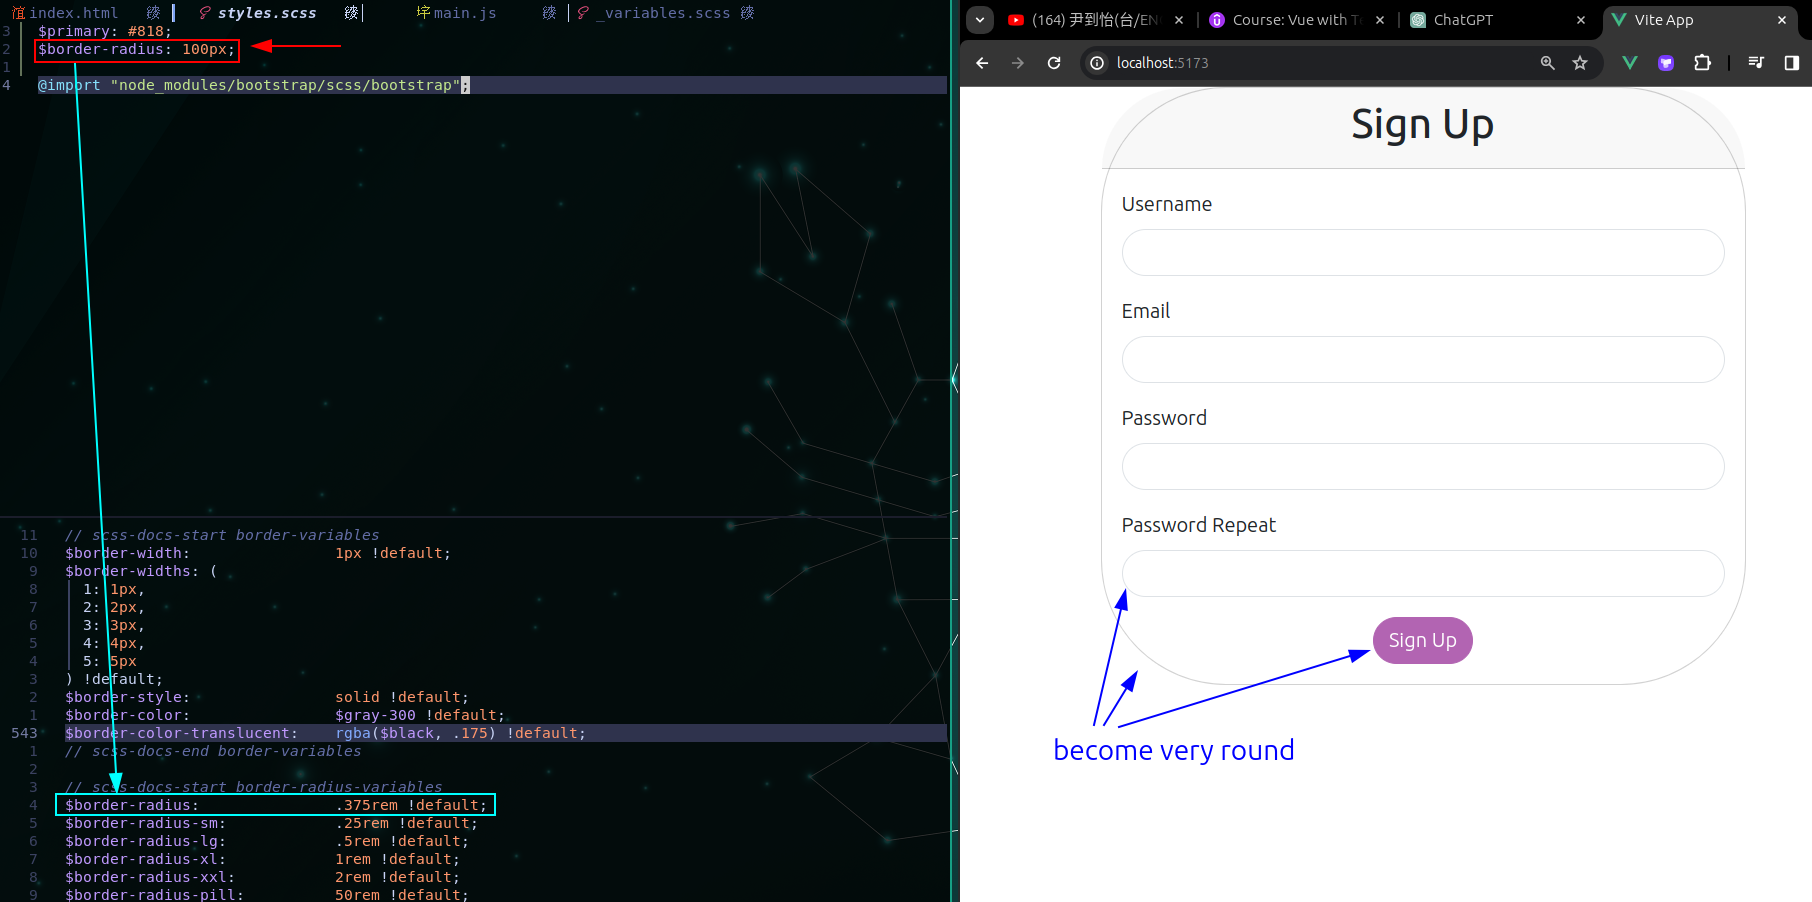 index.html styles.scss main.js _variables.scss
3 $primary: #818;
2 $border-radius: 100px;
1
4 @import "node_modules/bootstrap/scss/bootstrap";
11 // scss-docs-start border-variables
10 $border-width: 1px !default;
9 $border-widths: (
8 1: 1px,
7 2: 2px,
6 3: 3px,
5 4: 4px,
4 5: 5px
3 ) !default;
2 $border-style: solid !default;
1 $border-color: $gray-300 !default;
543 $border-color-translucent: rgba($black, .175) !default;
1 // scss-docs-end border-variables
2
3 // scss-docs-start border-radius-variables
4 $border-radius: .375rem !default;
5 $border-radius-sm: .25rem !default;
6 $border-radius-lg: .5rem !default;
7 $border-radius-xl: 1rem !default;
8 $border-radius-xxl: 2rem !default;
9 $border-radius-pill: 50rem !default;
(164) 尹到怡(台/EN Course: Vue with Te ChatGPT Vite App
localhost:5173
Sign Up
Username
Email
Password
Password Repeat
Sign Up
become very round